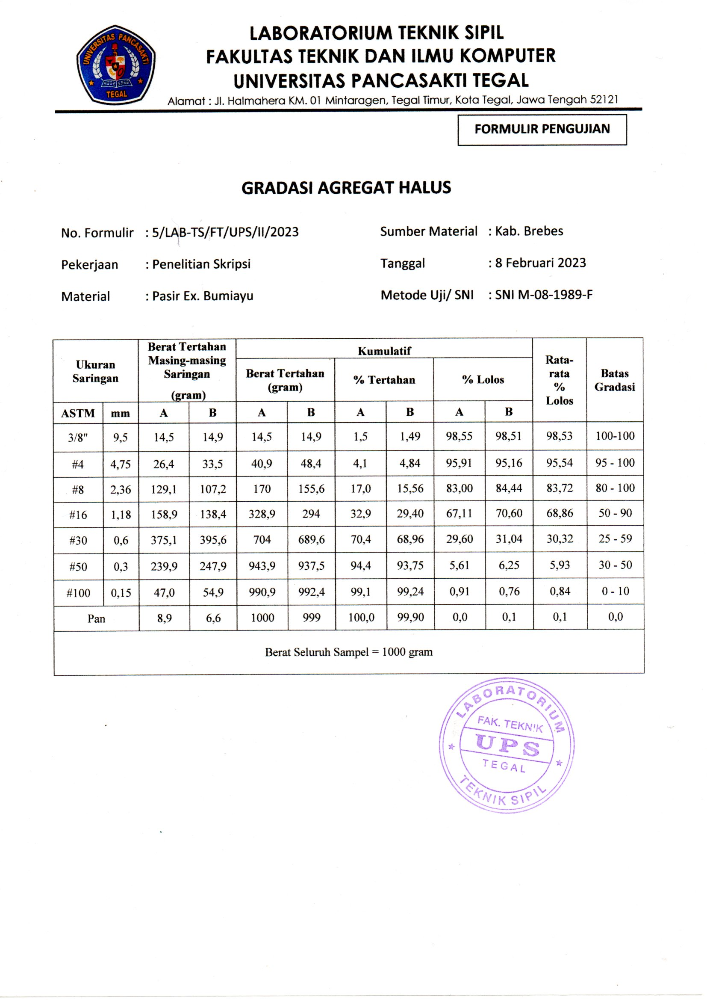 UNIVERSITAS PANCASAKTI
TEGAL
LABORATORIUM TEKNIK SIPIL
FAKULTAS TEKNIK DAN ILMU KOMPUTER
UNIVERSITAS PANCASAKTI TEGAL
Alamat : Jl. Halmahera KM. 01 Mintaragen, Tegal Timur, Kota Tegal, Jawa Tengah 52121
FORMULIR PENGUJIAN
GRADASI AGREGAT HALUS
No. Formulir : 5/LAB-TS/FT/UPS/II/2023 Sumber Material : Kab. Brebes
Pekerjaan : Penelitian Skripsi Tanggal : 8 Februari 2023
Material : Pasir Ex. Bumiayu Metode Uji/ SNI : SNI M-08-1989-F
Ukuran Saringan
Berat Tertahan Masing-masing Saringan (gram)
Kumulatif
Berat Tertahan (gram)
% Tertahan
% Lolos
Rata-rata % Lolos
Batas Gradasi
ASTM mm A B A B A B A B
3/8" 9,5 14,5 14,9 14,5 14,9 1,5 1,49 98,55 98,51 98,53 100-100
#4 4,75 26,4 33,5 40,9 48,4 4,1 4,84 95,91 95,16 95,54 95 - 100
#8 2,36 129,1 107,2 170 155,6 17,0 15,56 83,00 84,44 83,72 80 - 100
#16 1,18 158,9 138,4 328,9 294 32,9 29,40 67,11 70,60 68,86 50 - 90
#30 0,6 375,1 395,6 704 689,6 70,4 68,96 29,60 31,04 30,32 25 - 59
#50 0,3 239,9 247,9 943,9 937,5 94,4 93,75 5,61 6,25 5,93 30 - 50
#100 0,15 47,0 54,9 990,9 992,4 99,1 99,24 0,91 0,76 0,84 0 - 10
Pan 8,9 6,6 1000 999 100,0 99,90 0,0 0,1 0,1 0,0
Berat Seluruh Sampel = 1000 gram
LABORATORIUM
FAK. TEKNIK
UPS
TEGAL
TEKNIK SIPIL